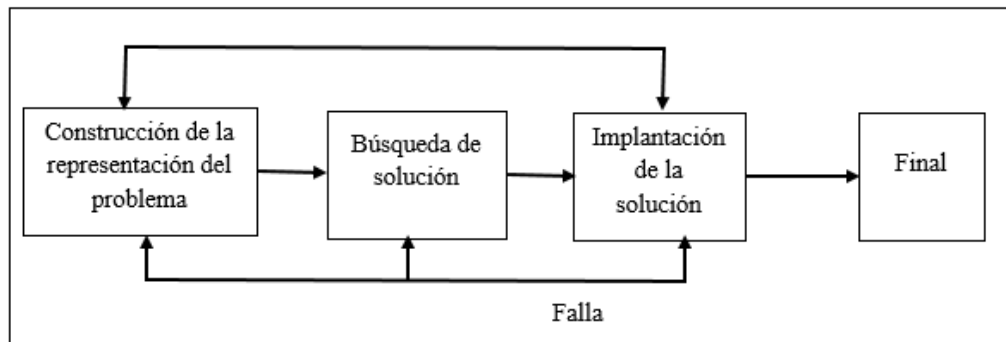 Construcción de la
representación del
problema
Búsqueda de
solución
Implantación
de la
solución
Final
Falla